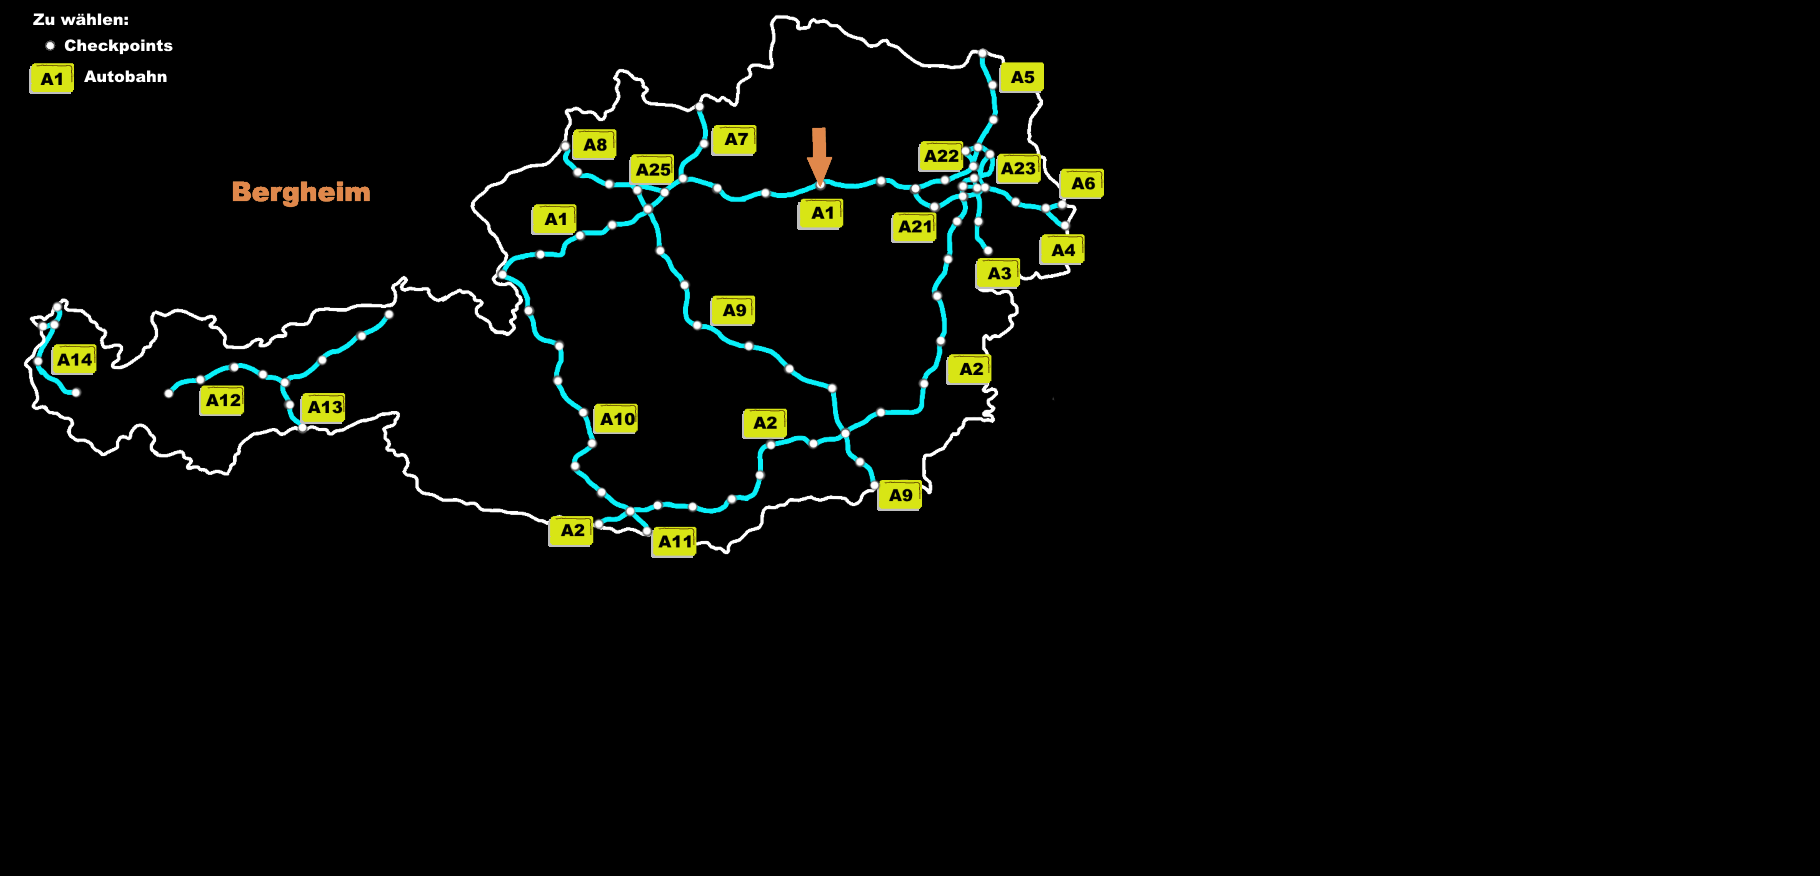 Zu wählen:
Checkpoints
A1 Autobahn
A5
A8
A7
A22
A25
A23
A6
Bergheim
A1
A1
A21
A4
A3
A9
A14
A2
A12
A13
A10
A2
A9
A2
A11